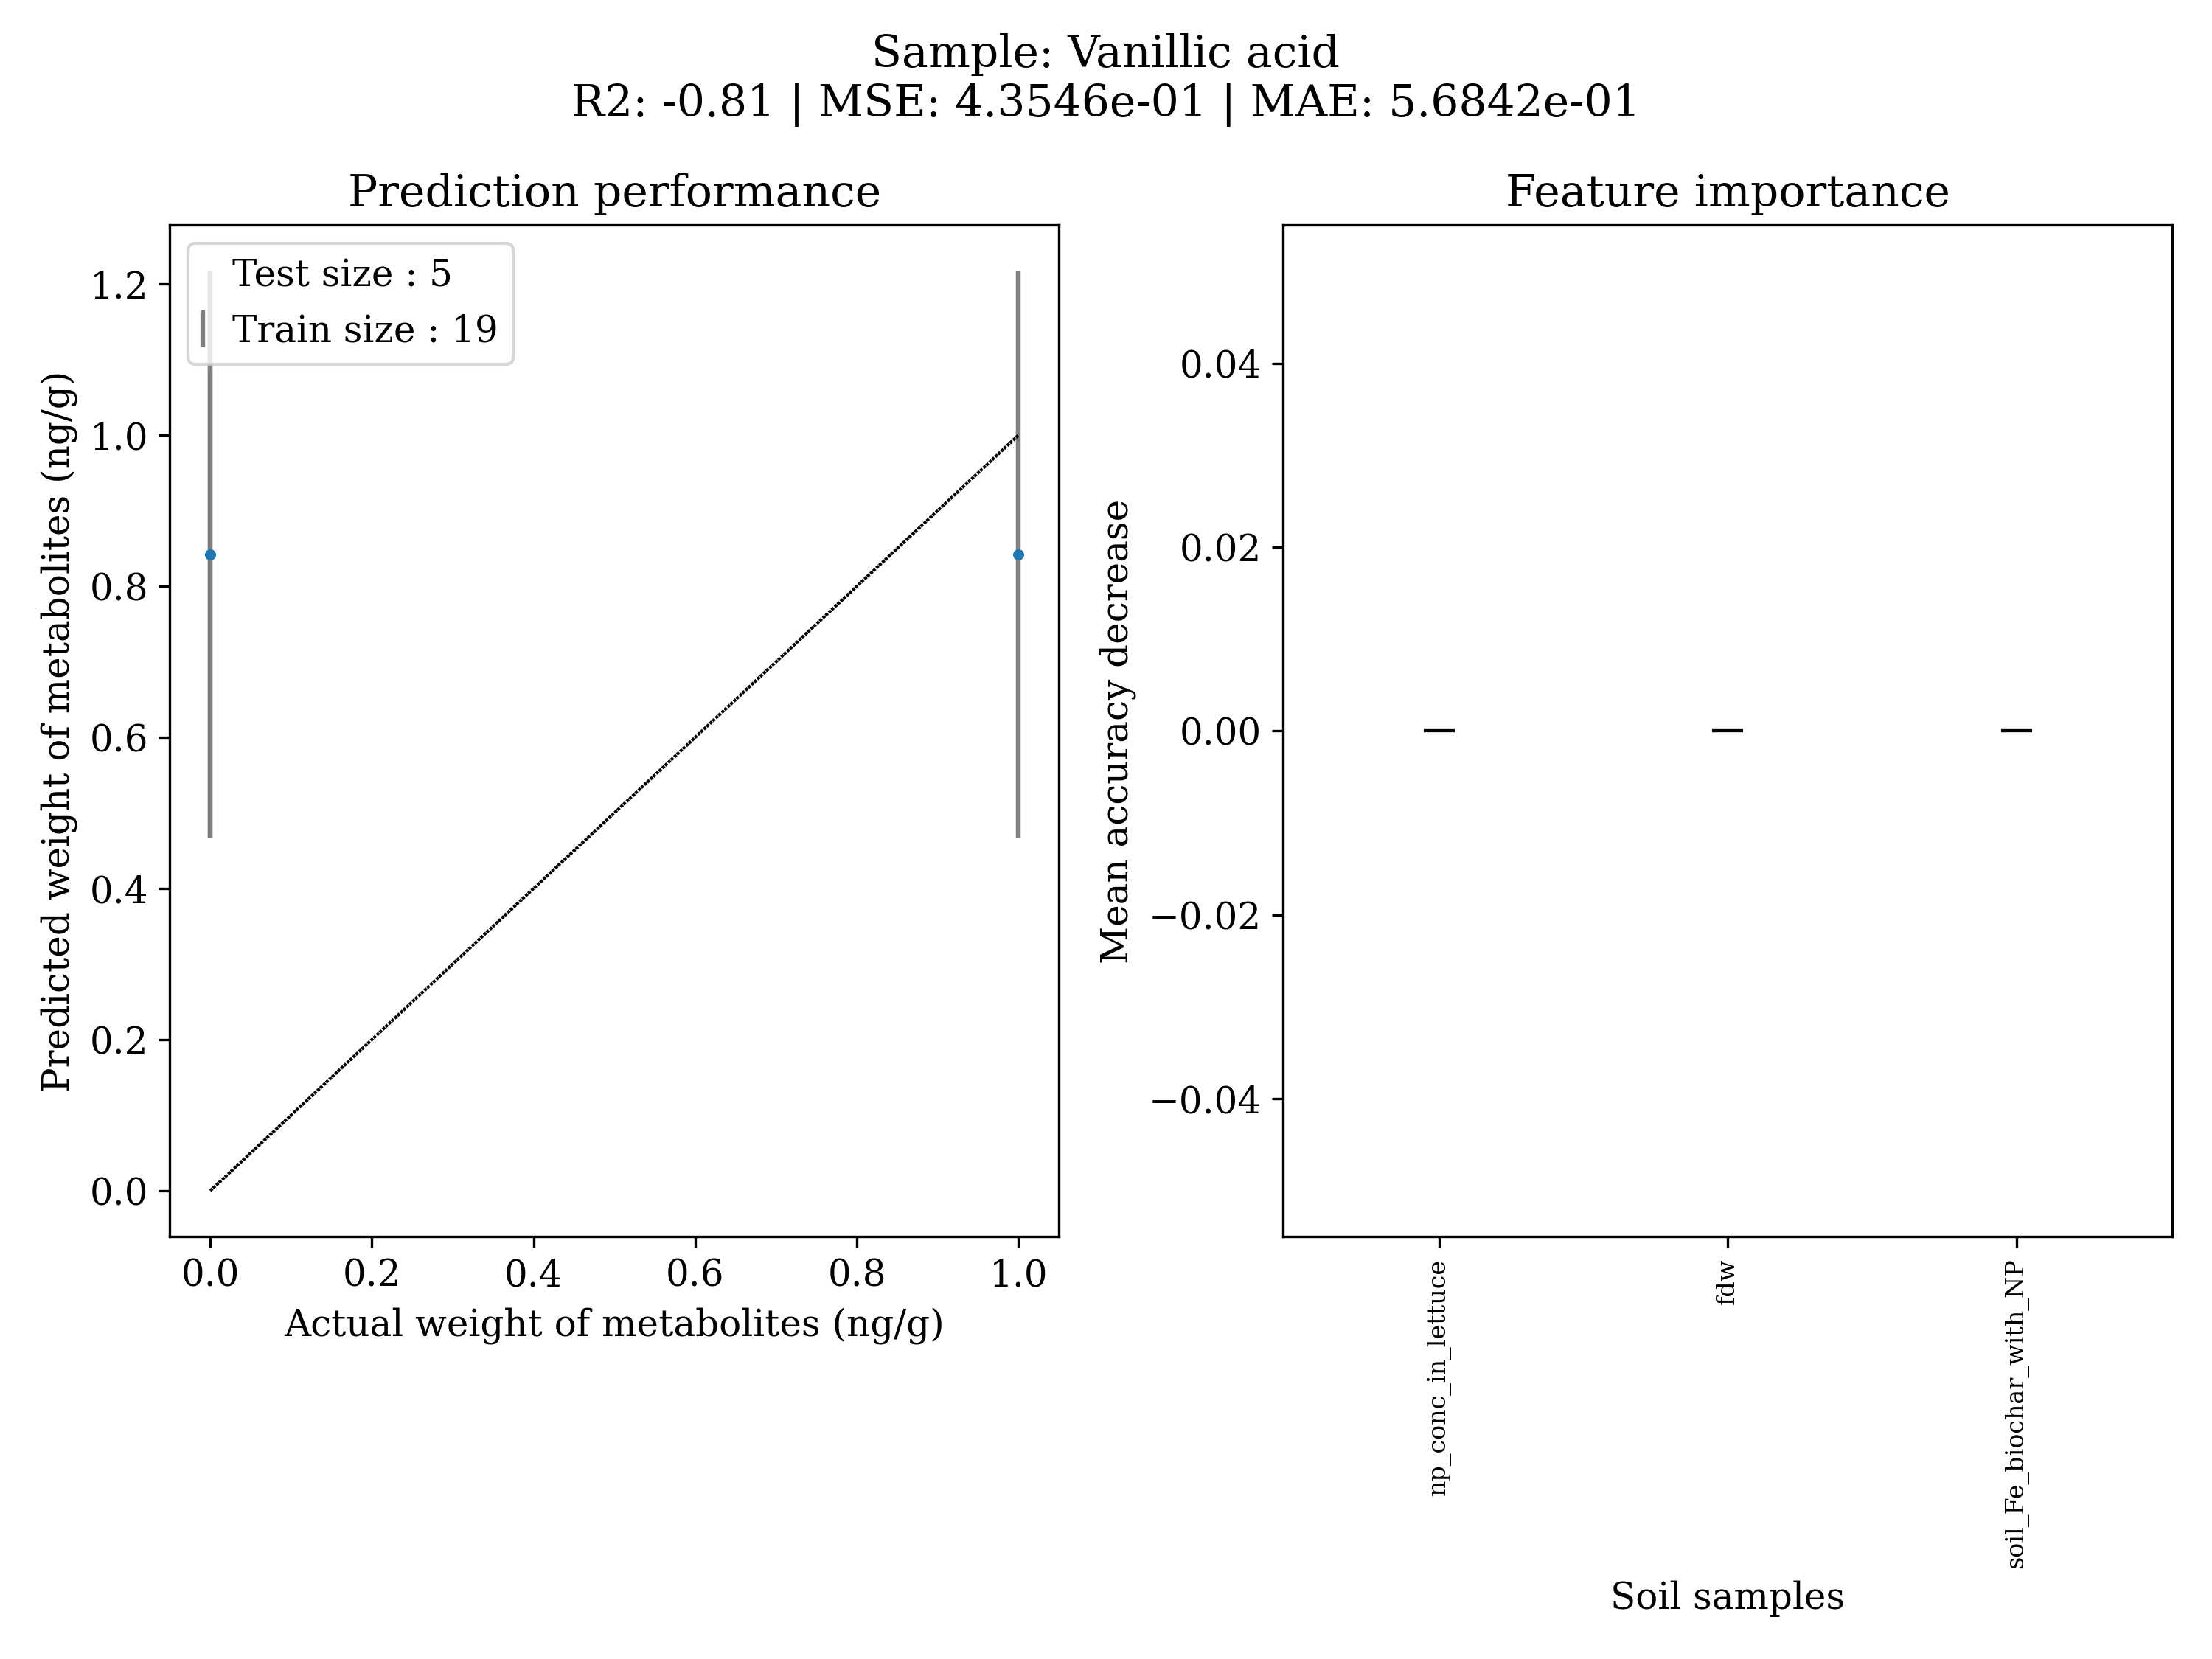 Sample: Vanillic acid
R2: -0.81 | MSE: 4.3546e-01 | MAE: 5.6842e-01
Prediction performance
Test size : 5
Train size : 19
1.2
1.0
0.8
0.6
0.4
0.2
0.0
Predicted weight of metabolites (ng/g)
0.0 0.2 0.4 0.6 0.8 1.0
Actual weight of metabolites (ng/g)
Feature importance
0.04
0.02
0.00
−0.02
−0.04
Mean accuracy decrease
np_conc_in_lettuce
fdw
soil_Fe_biochar_with_NP
Soil samples